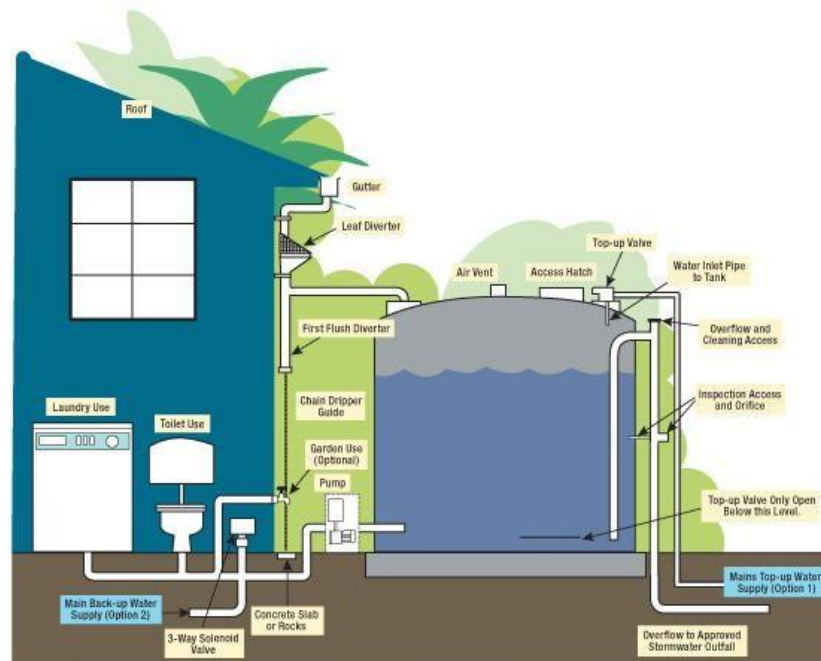 Roof
Gutter
Leaf Diverter
Top-up Valve
Air Vent
Access Hatch
Water Inlet Pipe
to Tank
First Flush Diverter
Overflow and
Cleaning Access
Chain Dripper
Guide
Inspection Access
and Orifice
Laundry Use
Toilet Use
Garden Use
(Optional)
Pump
Top-up Valve Only Open
Below this Level.
Mains Top-up Water
Supply (Option 1)
Main Back-up Water
Supply (Option 2)
3-Way Solenoid
Valve
Concrete Slab
or Rocks
Overflow to Approved
Stormwater Outfall